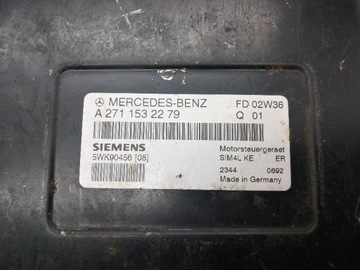 MERCEDES-BENZ FD 02W36
A 271 153 22 79 Q 01
SIEMENS Motorsteuergeraet
5WK90456 [08] SIM4L KE ER
2344 0692
Made in Germany